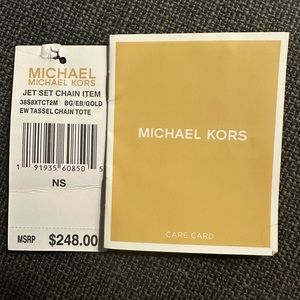 MICHAEL
MICHAEL KORS
JET SET CHAIN ITEM
38S8XTCT2M BG/EB/GOLD
EW TASSEL CHAIN TOTE
1 91935 60850 5
NS
MSRP $248.00
MICHAEL KORS
CARE CARD